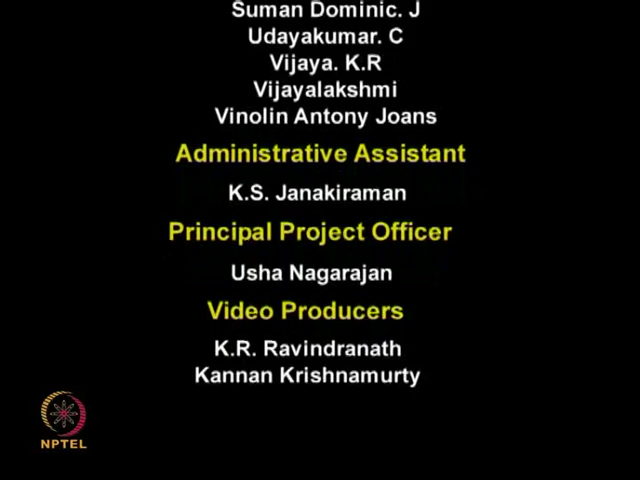 Suman Dominic. J
Udayakumar. C
Vijaya. K.R
Vijayalakshmi
Vinolin Antony Joans
Administrative Assistant
K.S. Janakiraman
Principal Project Officer
Usha Nagarajan
Video Producers
K.R. Ravindranath
Kannan Krishnamurty
NPTEL